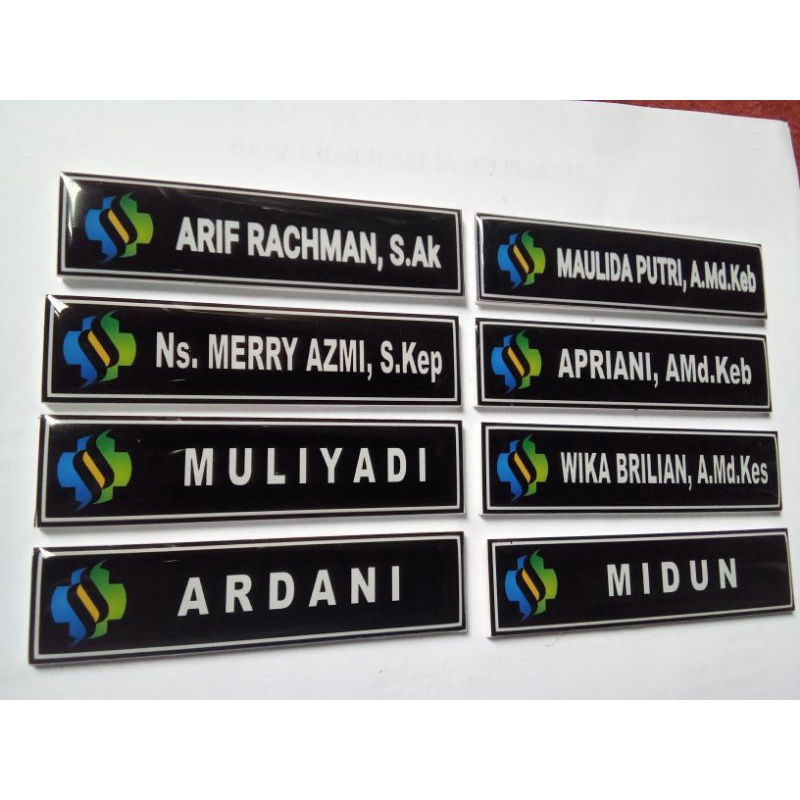 ARIF RACHMAN, S.Ak
Ns. MERRY AZMI, S.Kep
MULIYADI
ARDANI
MAULIDA PUTRI, A.Md.Keb
APRIANI, AMd.Keb
WIKA BRILIAN, A.Md.Kes
MIDUN